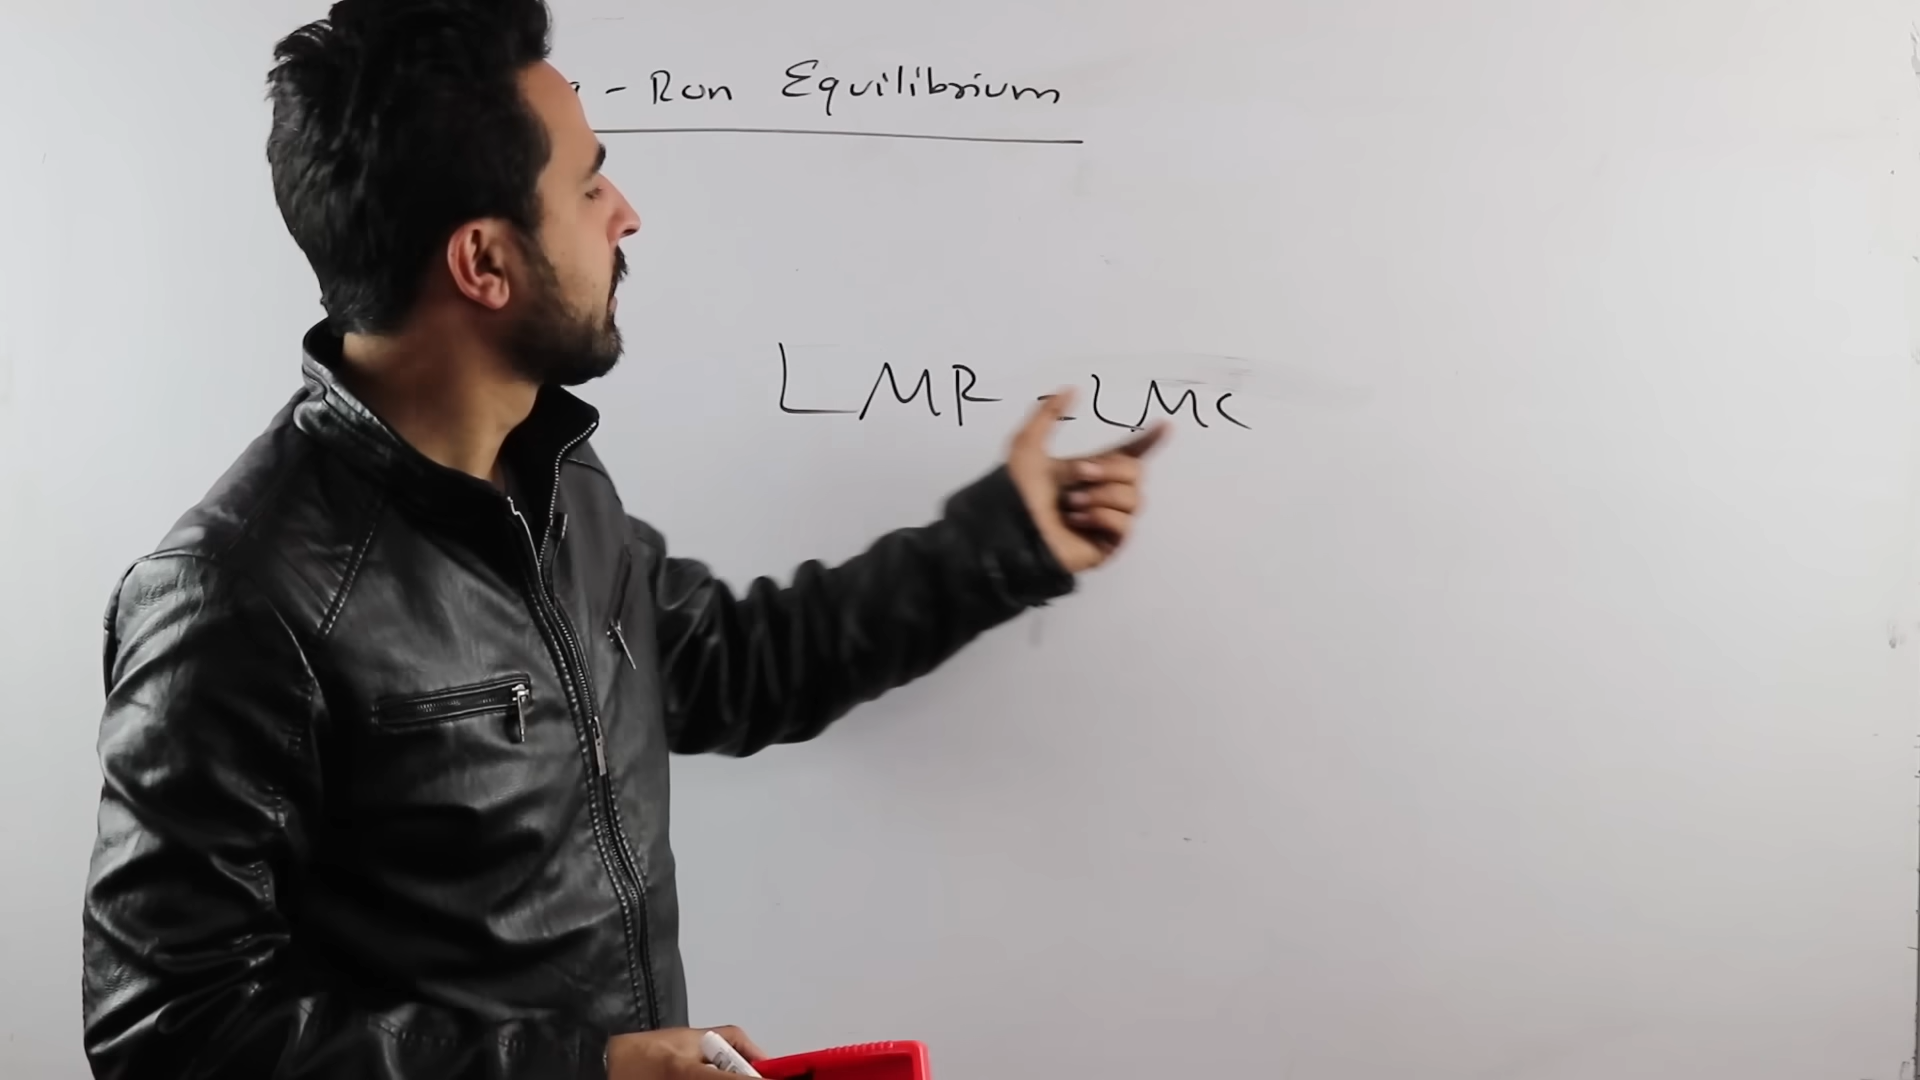 - Run Equilibrium
LMR = LMC